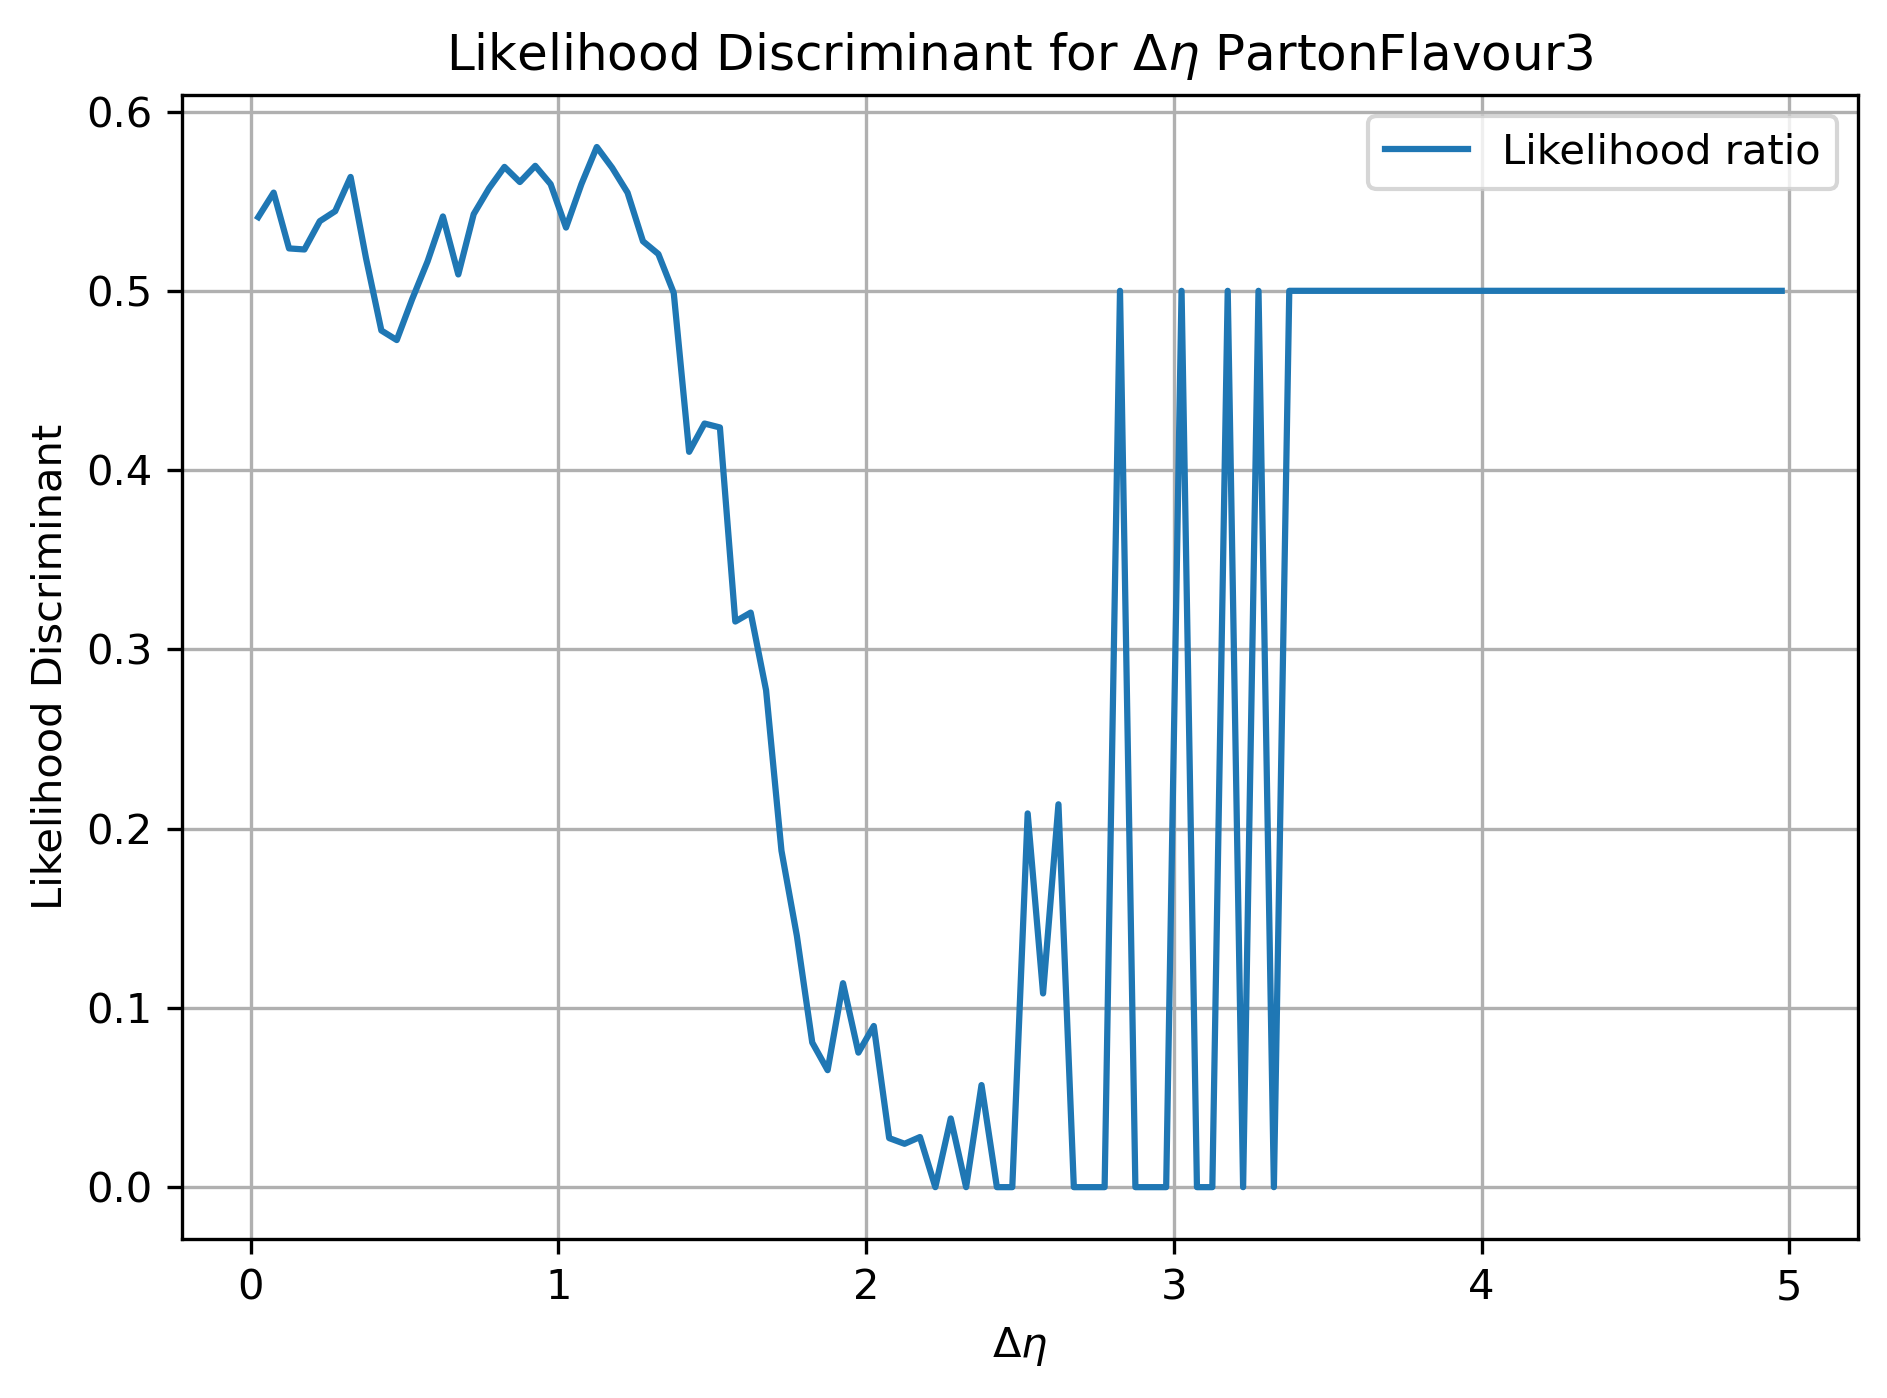 Likelihood Discriminant for Δη PartonFlavour3
Likelihood ratio
Likelihood Discriminant
0.6
0.5
0.4
0.3
0.2
0.1
0.0
0 1 2 3 4 5
Δη